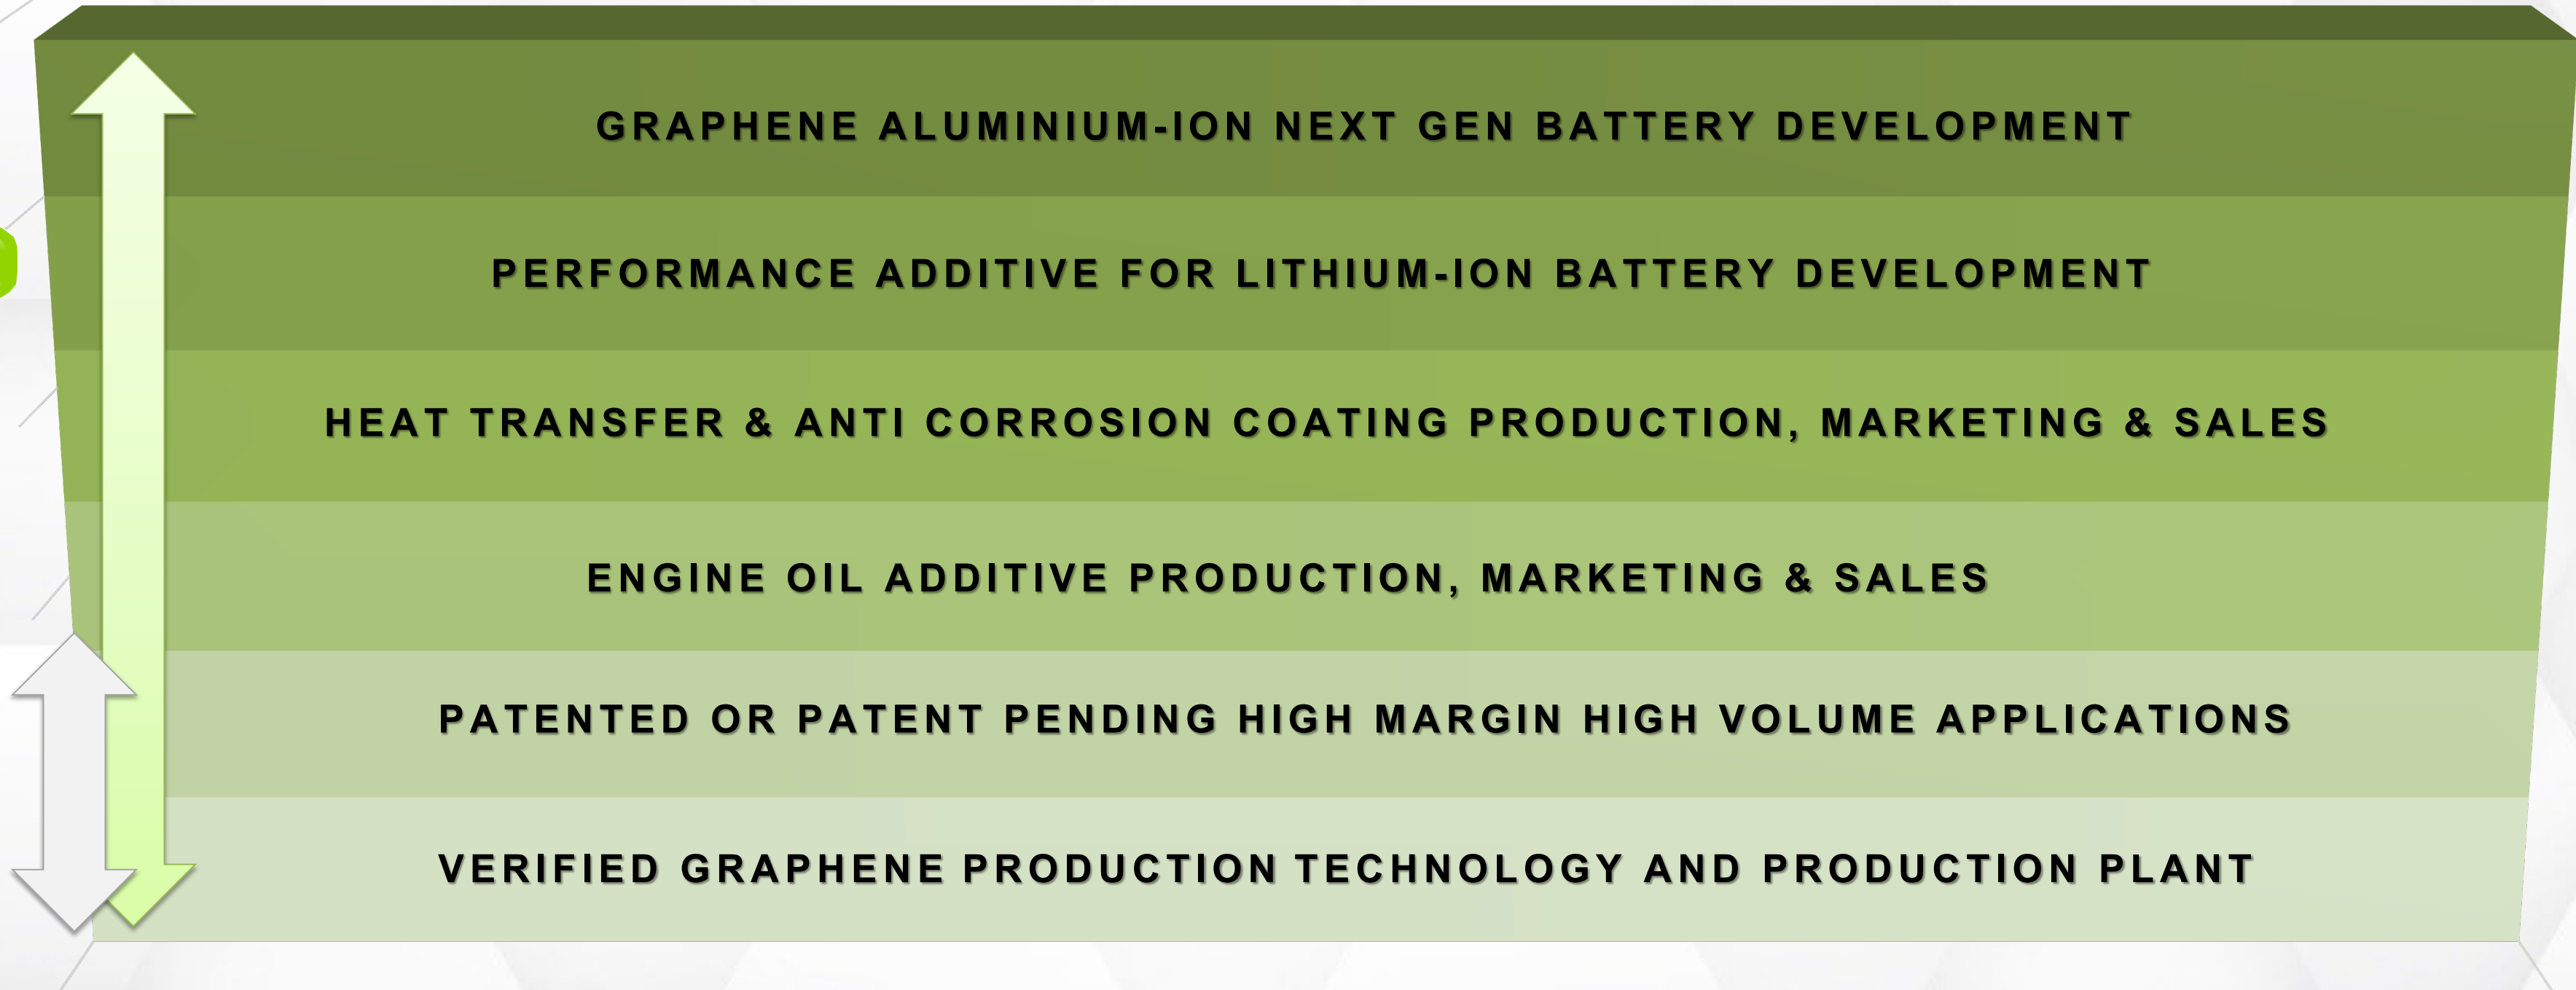 GRAPHENE ALUMINIUM-ION NEXT GEN BATTERY DEVELOPMENT
PERFORMANCE ADDITIVE FOR LITHIUM-ION BATTERY DEVELOPMENT
HEAT TRANSFER & ANTI CORROSION COATING PRODUCTION, MARKETING & SALES
ENGINE OIL ADDITIVE PRODUCTION, MARKETING & SALES
PATENTED OR PATENT PENDING HIGH MARGIN HIGH VOLUME APPLICATIONS
VERIFIED GRAPHENE PRODUCTION TECHNOLOGY AND PRODUCTION PLANT